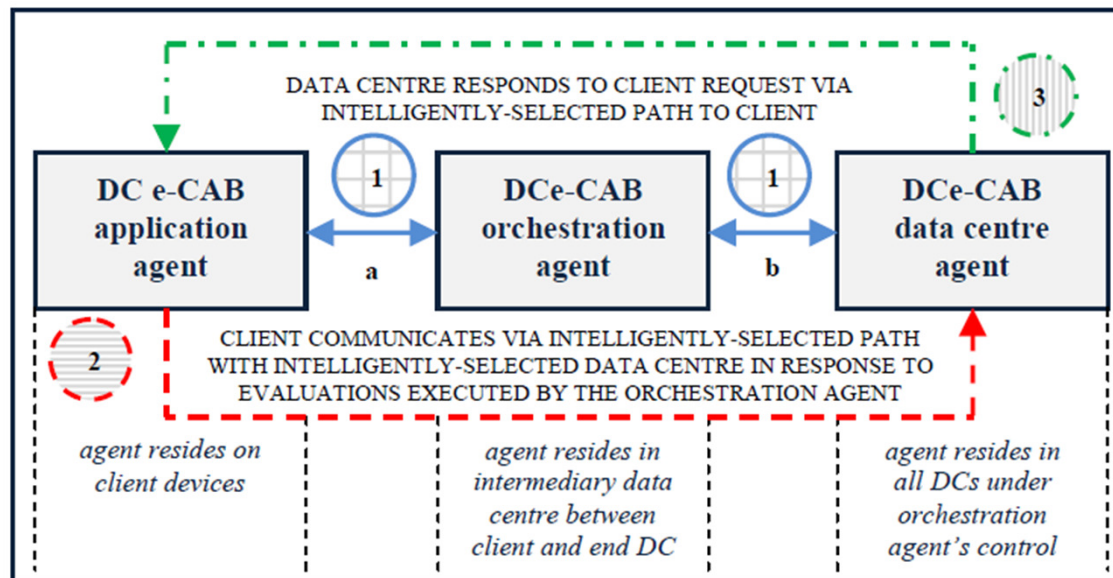 DATA CENTRE RESPONDS TO CLIENT REQUEST VIA
INTELLIGENTLY-SELECTED PATH TO CLIENT
3
DC e-CAB
application
agent
1
a
DCe-CAB
orchestration
agent
1
b
DCe-CAB
data centre
agent
2
CLIENT COMMUNICATES VIA INTELLIGENTLY-SELECTED PATH
WITH INTELLIGENTLY-SELECTED DATA CENTRE IN RESPONSE TO
EVALUATIONS EXECUTED BY THE ORCHESTRATION AGENT
agent resides on
client devices
agent resides in
intermediary data
centre between
client and end DC
agent resides in
all DCs under
orchestration
agent's control